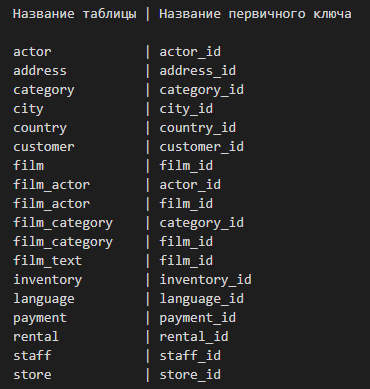 Название таблицы | Название первичного ключа
actor | actor_id
address | address_id
category | category_id
city | city_id
country | country_id
customer | customer_id
film | film_id
film_actor | actor_id
film_actor | film_id
film_category | category_id
film_category | film_id
film_text | film_id
inventory | inventory_id
language | language_id
payment | payment_id
rental | rental_id
staff | staff_id
store | store_id